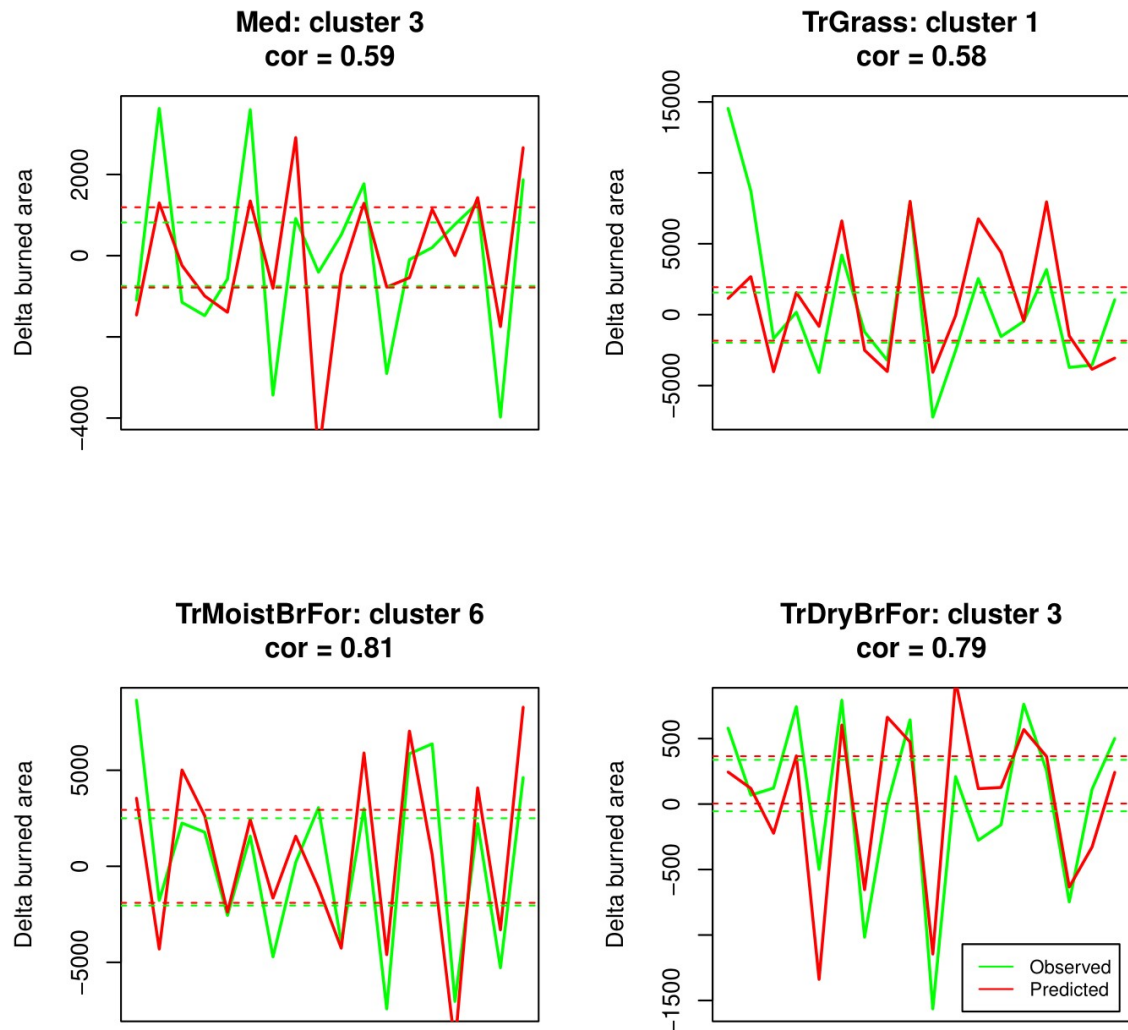 Med: cluster 3
cor = 0.59
Delta burned area
2000
0
−4000
TrGrass: cluster 1
cor = 0.58
Delta burned area
15000
5000
0
−5000
TrMoistBrFor: cluster 6
cor = 0.81
Delta burned area
5000
0
−5000
TrDryBrFor: cluster 3
cor = 0.79
Delta burned area
500
0
−500
−1500
Observed
Predicted